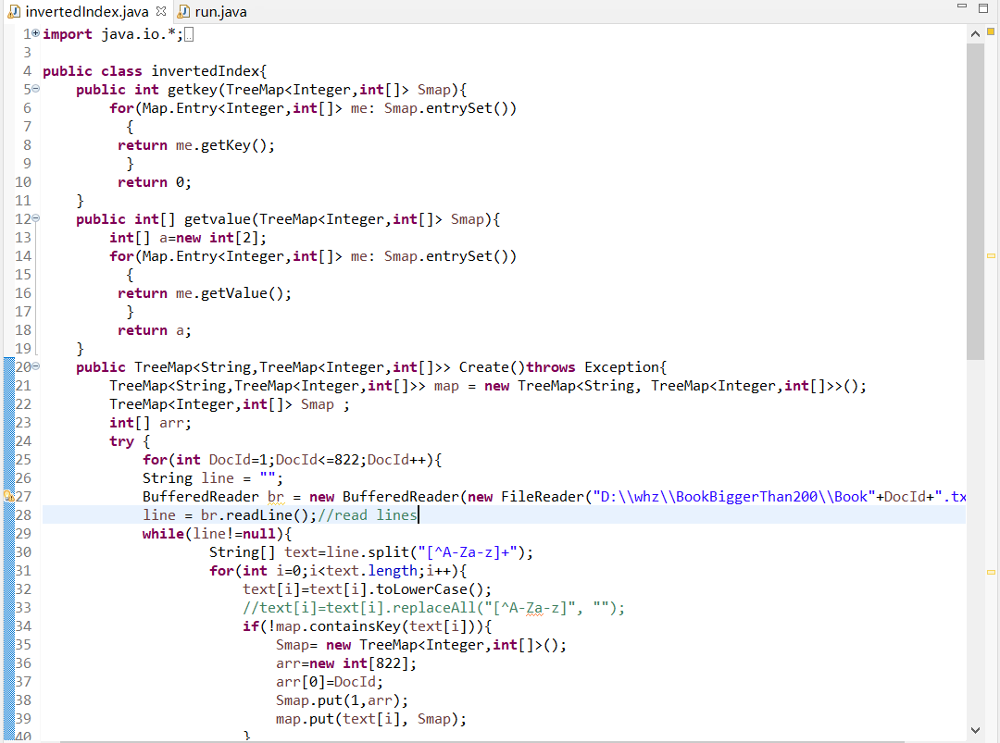 invertedIndex.java run.java
1 import java.io.*;
3
4 public class invertedIndex{
5 public int getkey(TreeMap<Integer,int[]> Smap){
6 for(Map.Entry<Integer,int[]> me: Smap.entrySet())
7 {
8 return me.getKey();
9 }
10 return 0;
11 }
12 public int[] getvalue(TreeMap<Integer,int[]> Smap){
13 int[] a=new int[2];
14 for(Map.Entry<Integer,int[]> me: Smap.entrySet())
15 {
16 return me.getValue();
17 }
18 return a;
19 }
20 public TreeMap<String,TreeMap<Integer,int[]>> Create()throws Exception{
21 TreeMap<String,TreeMap<Integer,int[]>> map = new TreeMap<String, TreeMap<Integer,int[]>>();
22 TreeMap<Integer,int[]> Smap ;
23 int[] arr;
24 try {
25 for(int DocId=1;DocId<=822;DocId++){
26 String line = "";
27 BufferedReader br = new BufferedReader(new FileReader("D:\\whz\\BookBiggerThan200\\Book"+DocId+".tx
28 line = br.readLine();//read lines
29 while(line!=null){
30 String[] text=line.split("[^A-Za-z]+");
31 for(int i=0;i<text.length;i++){
32 text[i]=text[i].toLowerCase();
33 //text[i]=text[i].replaceAll("[^A-Za-z]", "");
34 if(!map.containsKey(text[i])){
35 Smap= new TreeMap<Integer,int[]>();
36 arr=new int[822];
37 arr[0]=DocId;
38 Smap.put(1,arr);
39 map.put(text[i], Smap);
40 }